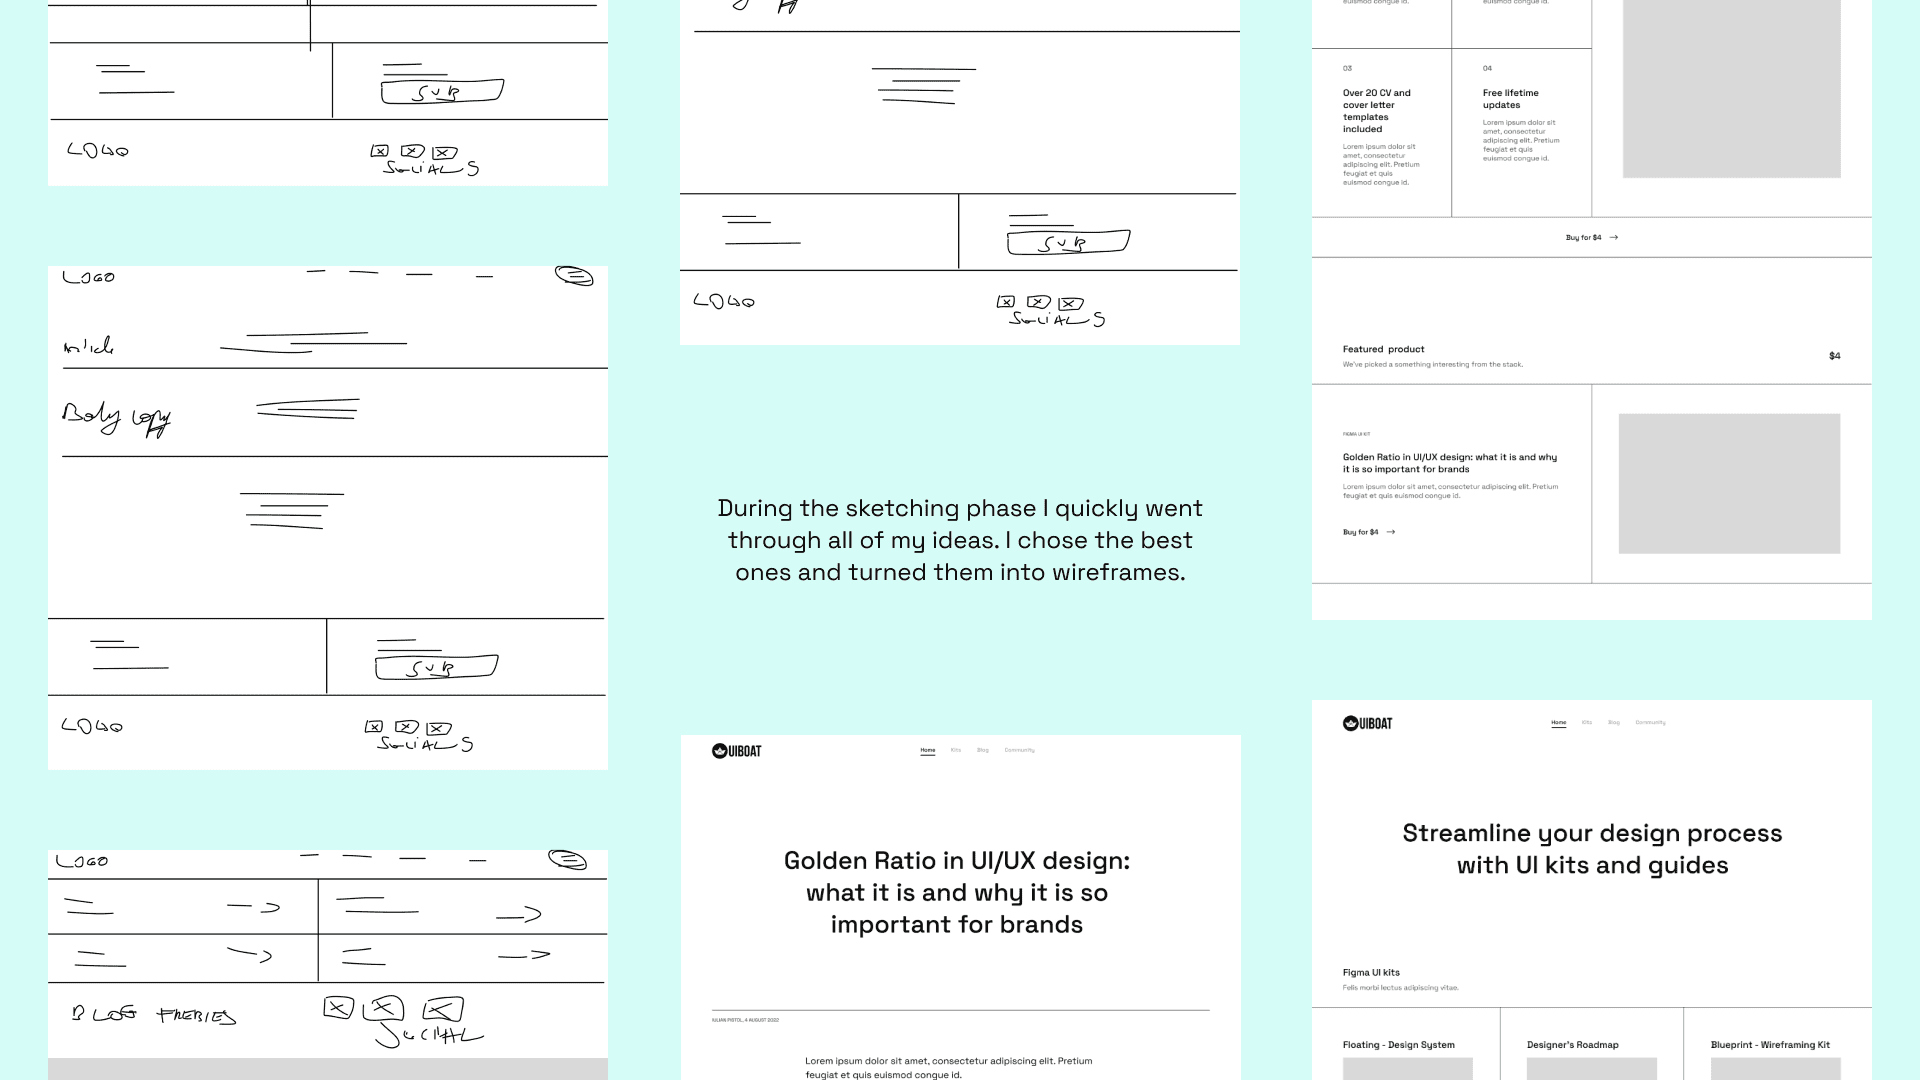 SUB
LOGO
SOCIALS
LOGO
Article
Body copy
SUB
LOGO
SOCIALS
LOGO
BLOG FREBIES
SOCIAL
SUB
LOGO
SOCIALS
During the sketching phase I quickly went
through all of my ideas. I chose the best
ones and turned them into wireframes.
UIBOAT
Home Kits Blog Community
Golden Ratio in UI/UX design:
what it is and why it is so
important for brands
IULIAN PISTOL, 4 AUGUST 2022
Lorem ipsum dolor sit amet, consectetur adipiscing elit. Pretium
feugiat et quis euismod congue id.
euismod congue id.
euismod congue id.
03
Over 20 CV and
cover letter
templates
included
Lorem ipsum dolor sit
amet, consectetur
adipiscing elit. Pretium
feugiat et quis
euismod congue id.
04
Free lifetime
updates
Lorem ipsum dolor sit
amet, consectetur
adipiscing elit. Pretium
feugiat et quis
euismod congue id.
Buy for $4 →
Featured product
We've picked a something interesting from the stack.
$4
FIGMA UI KIT
Golden Ratio in UI/UX design: what it is and why
it is so important for brands
Lorem ipsum dolor sit amet, consectetur adipiscing elit. Pretium
feugiat et quis euismod congue id.
Buy for $4 →
UIBOAT
Home Kits Blog Community
Streamline your design process
with UI kits and guides
Figma UI kits
Felis morbi lectus adipiscing vitae.
Floating - Design System
Designer's Roadmap
Blueprint - Wireframing Kit